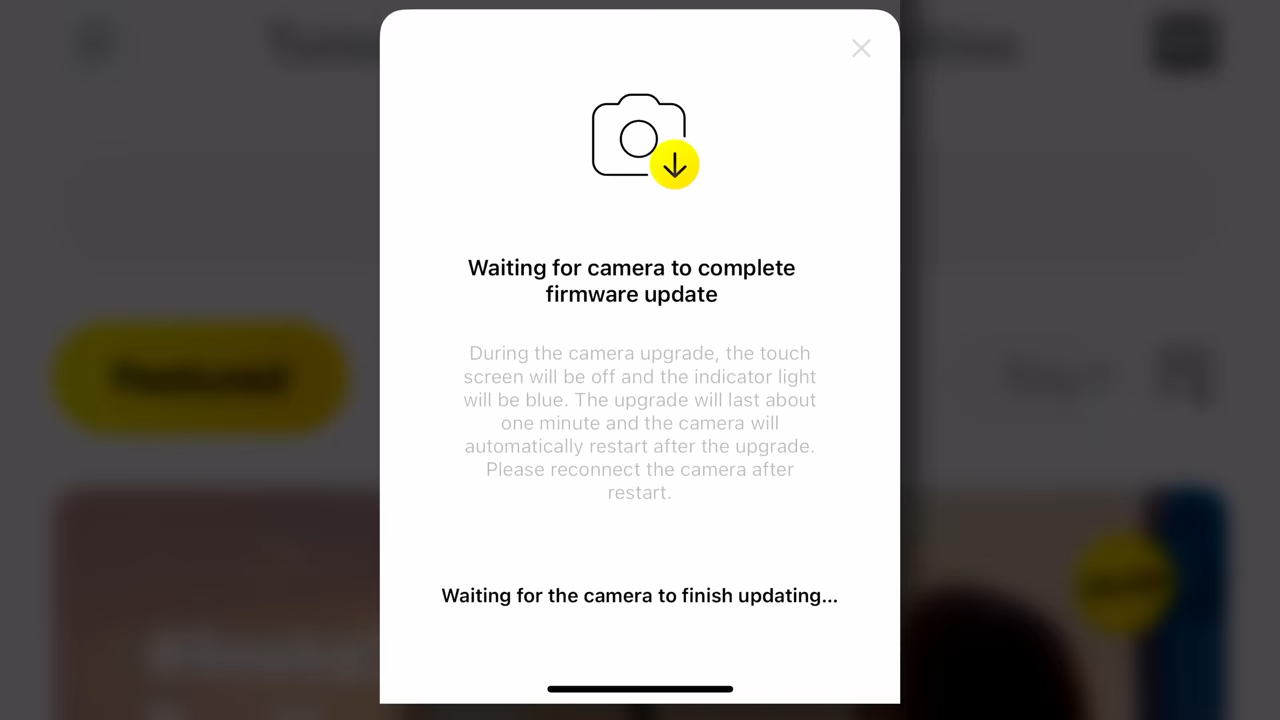 Waiting for camera to complete
firmware update
During the camera upgrade, the touch
screen will be off and the indicator light
will be blue. The upgrade will last about
one minute and the camera will
automatically restart after the upgrade.
Please reconnect the camera after
restart.
Waiting for the camera to finish updating...
Featured